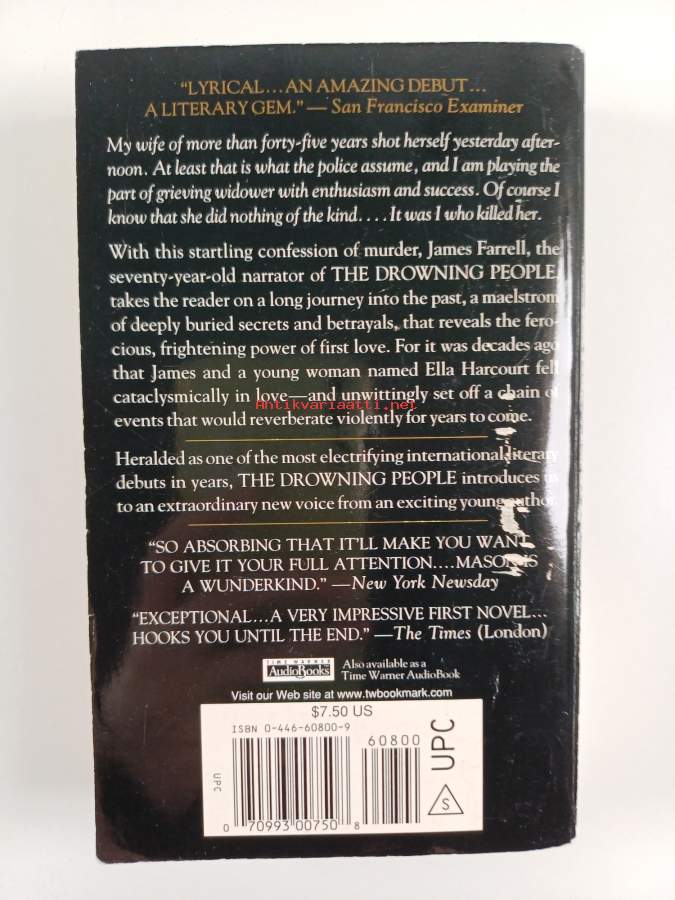 “LYRICAL...AN AMAZING DEBUT...
A LITERARY GEM.” — San Francisco Examiner
My wife of more than forty-five years shot herself yesterday after-
noon. At least that is what the police assume, and I am playing the
part of grieving widower with enthusiasm and success. Of course I
know that she did nothing of the kind. . . . It was I who killed her.
With this startling confession of murder, James Farrell, the
seventy-year-old narrator of THE DROWNING PEOPLE,
takes the reader on a long journey into the past, a maelstrom
of deeply buried secrets and betrayals, that reveals the fero-
cious, frightening power of first love. For it was decades ago
that James and a young woman named Ella Harcourt fell
cataclysmically in love—and unwittingly set off a chain of
Antikvariaatti.net
events that would reverberate violently for years to come.
Heralded as one of the most electrifying international literary
debuts in years, THE DROWNING PEOPLE introduces
to an extraordinary new voice from an exciting young author.
“SO ABSORBING THAT IT’LL MAKE YOU WANT
TO GIVE IT YOUR FULL ATTENTION....MASON IS
A WUNDERKIND.” —New York Newsday
“EXCEPTIONAL...A VERY IMPRESSIVE FIRST NOVEL...
HOOKS YOU UNTIL THE END.” —The Times (London)
TIME WARNER
AudioBooks
Also available as a
Time Warner AudioBook
Visit our Web site at www.twbookmark.com
$7.50 US
ISBN 0-446-60800-9
60800
UPC
S
UPC
0 70993 00750 8